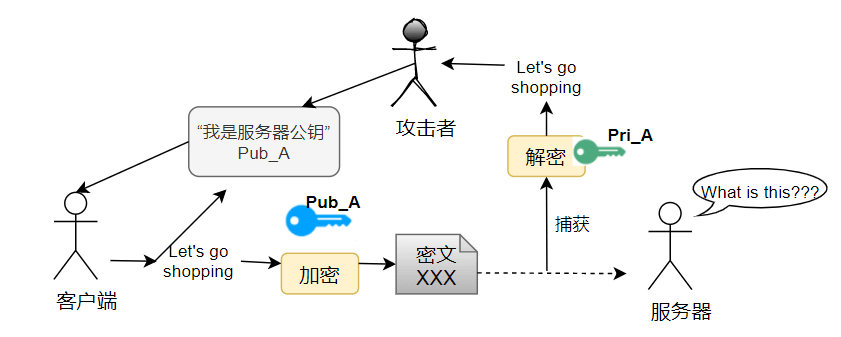 Let's go
shopping
攻击者
“我是服务器公钥”
Pub_A
解密
Pri_A
What is this???
Pub_A
捕获
Let's go
shopping
加密
密文
XXX
客户端
服务器